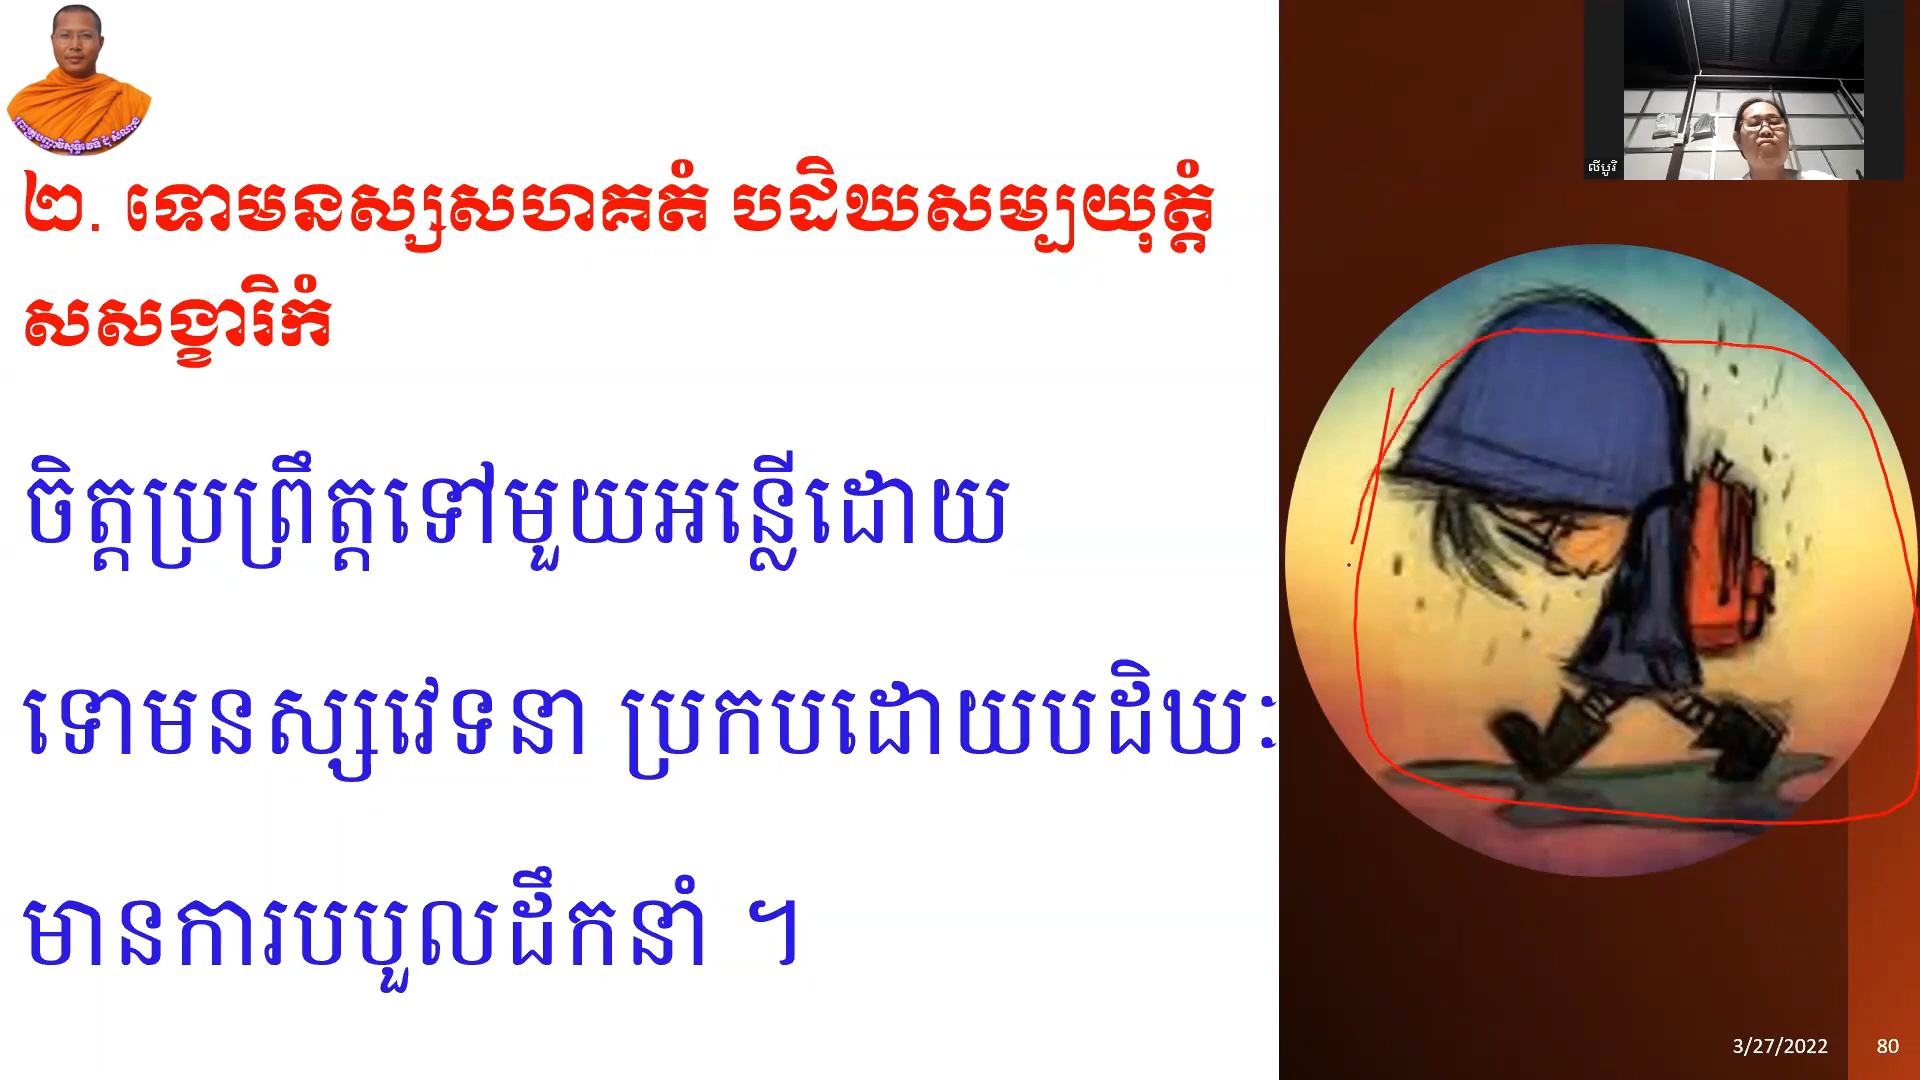 ២. ទោមនស្សសហគតំ បដិឃសម្បយុត្តំ
សសង្ខារិកំ
ចិត្តប្រព្រឹត្តទៅមួយអន្លើដោយ
ទោមនស្សវេទនា ប្រកបដោយបដិឃៈ
មានការបបួលដឹកនាំ ។
លីបូរី
3/27/2022
80